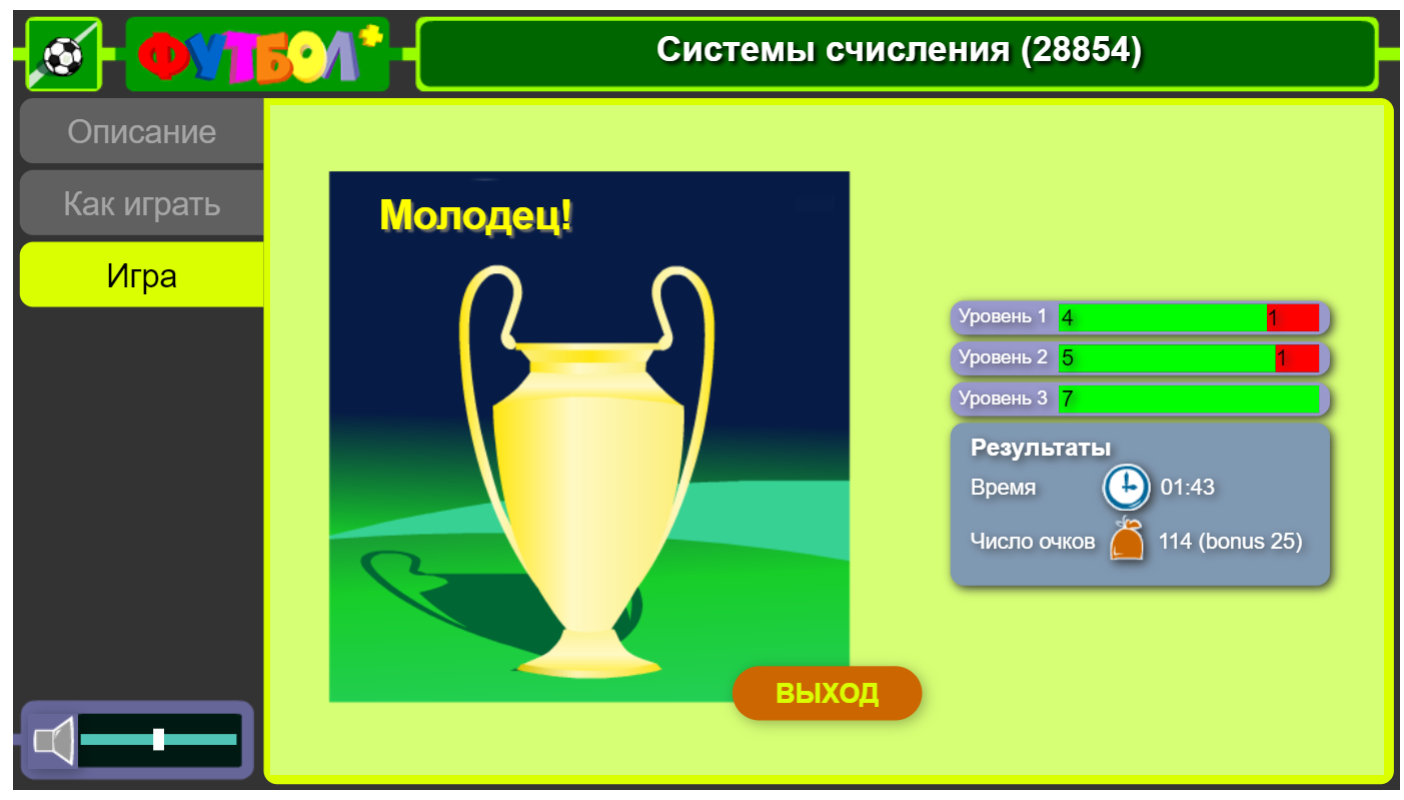 ФУТБОЛ+
Системы счисления (28854)
Описание
Как играть
Игра
Молодец!
Уровень 1 4 1
Уровень 2 5 1
Уровень 3 7
Результаты
Время 01:43
Число очков 114 (bonus 25)
ВЫХОД